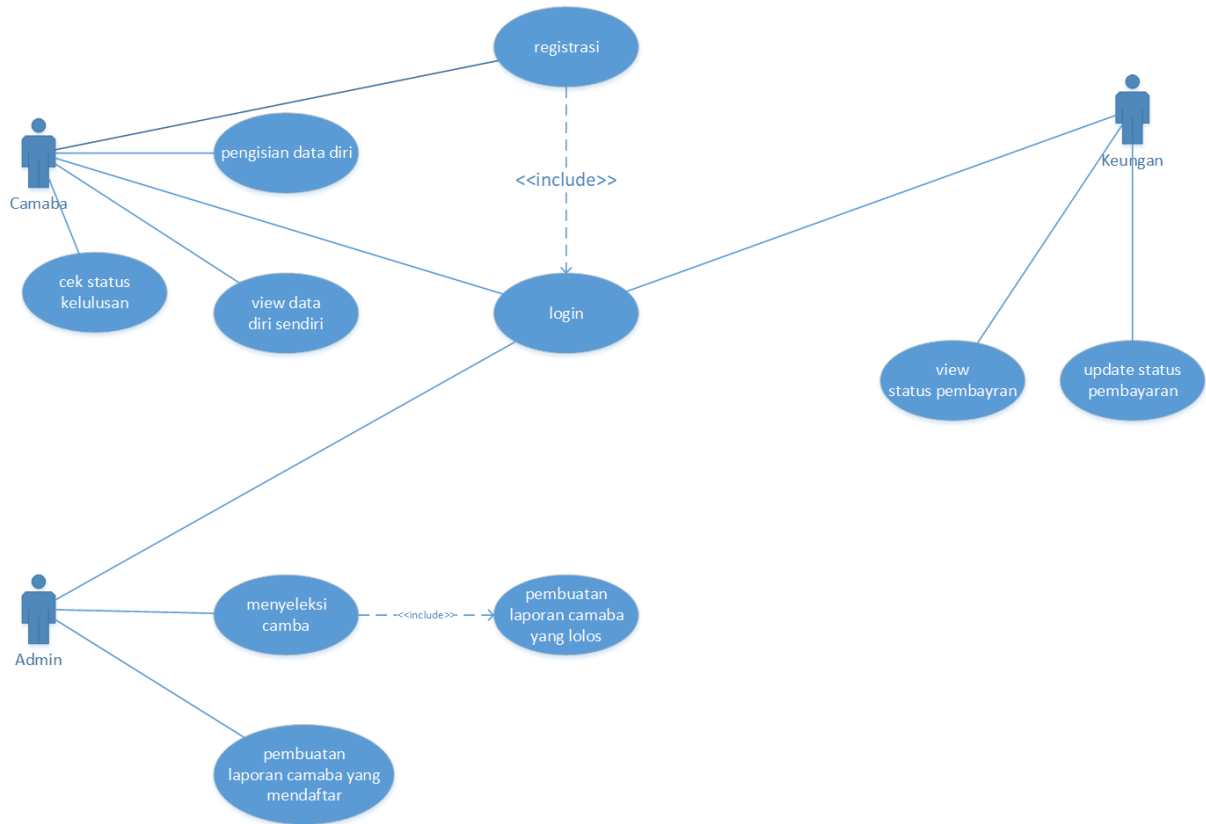 registrasi
pengisian data diri
Camaba
<<include>>
Keungan
cek status
kelulusan
view data
diri sendiri
login
view
status pembayran
update status
pembayaran
Admin
menyeleksi
camba
<<include>>
pembuatan
laporan camaba
yang lolos
pembuatan
laporan camaba yang
mendaftar